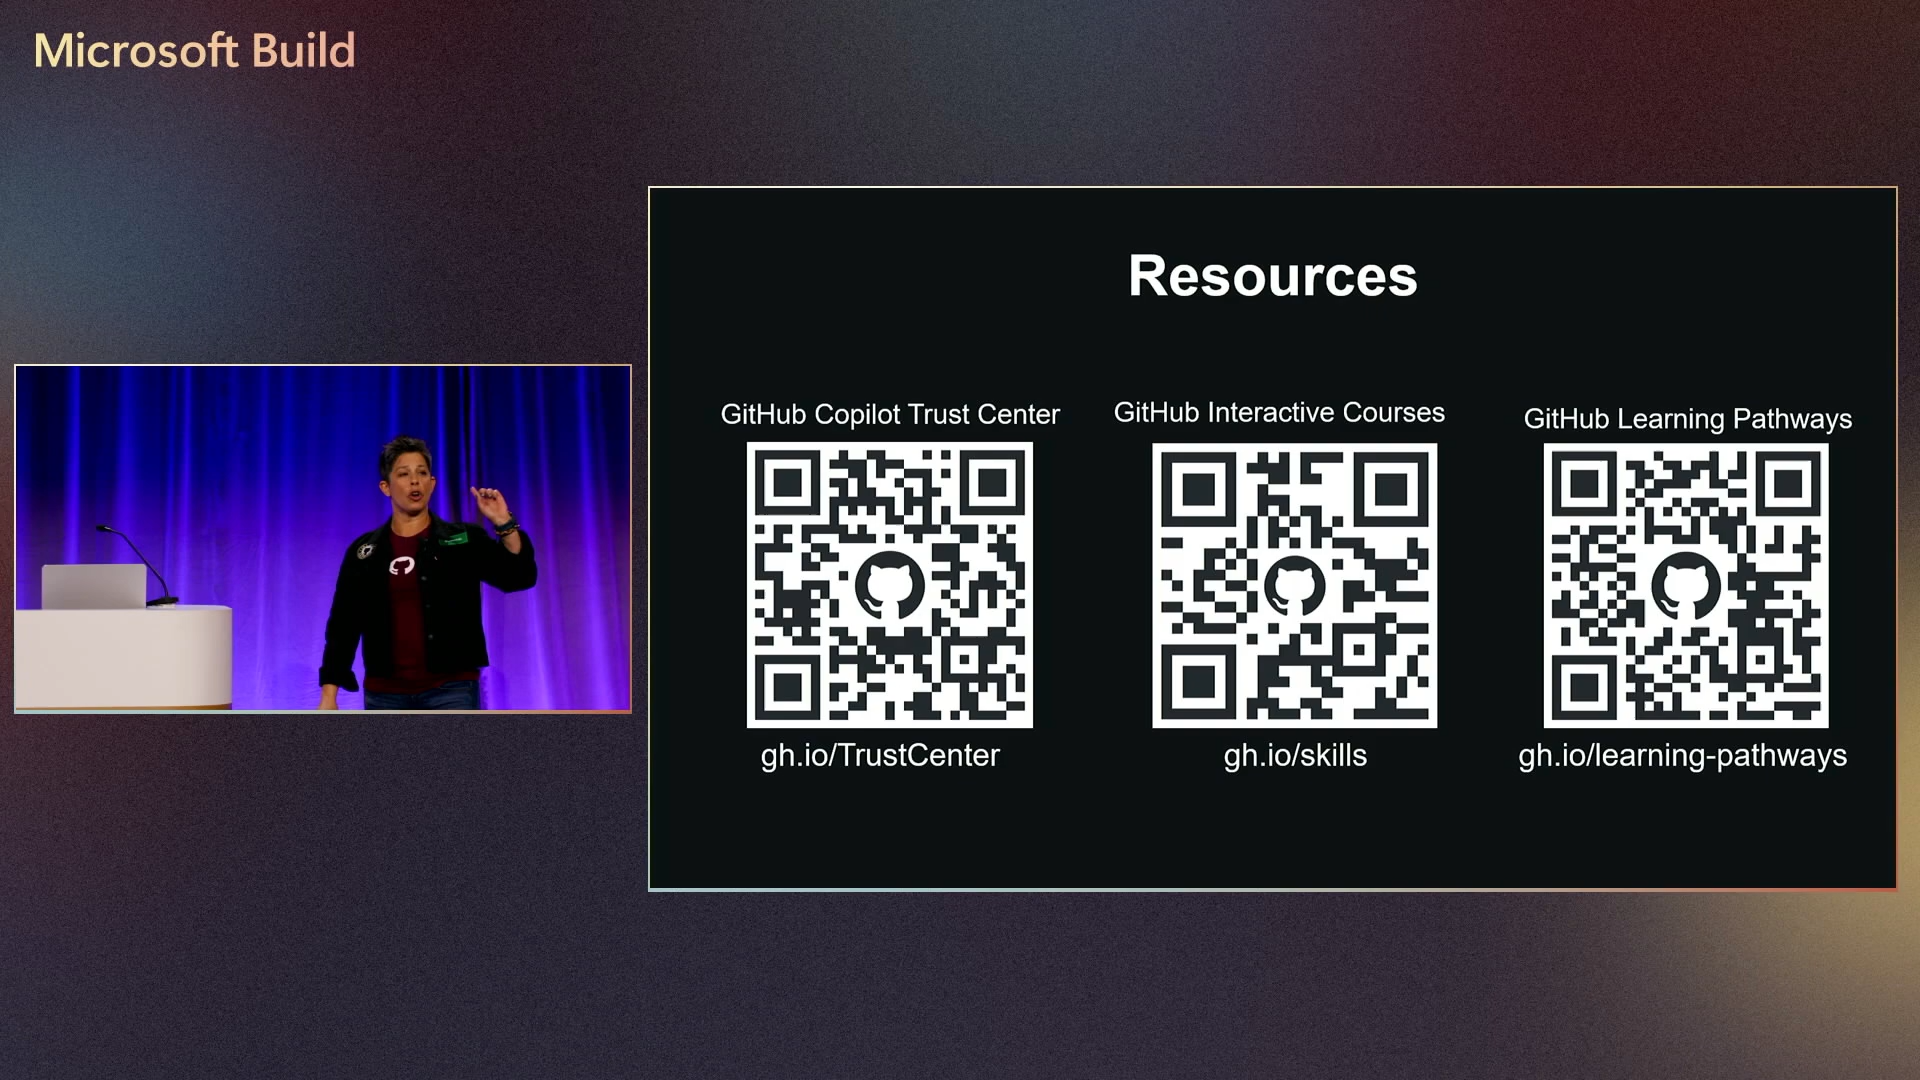 Microsoft Build
Resources
GitHub Copilot Trust Center
GitHub Interactive Courses
GitHub Learning Pathways
gh.io/TrustCenter
gh.io/skills
gh.io/learning-pathways